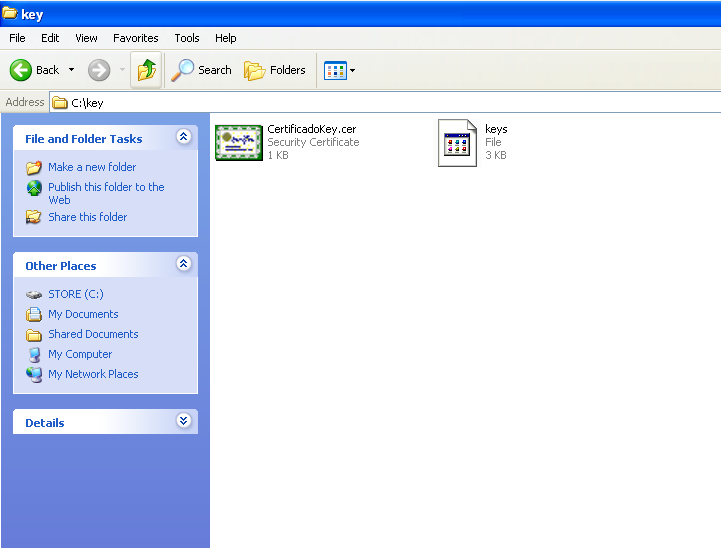 key
File Edit View Favorites Tools Help
Back Search Folders
Address C:\key
File and Folder Tasks
Make a new folder
Publish this folder to the
Web
Share this folder
Other Places
STORE (C:)
My Documents
Shared Documents
My Computer
My Network Places
Details
CertificadoKey.cer
Security Certificate
1 KB
keys
File
3 KB